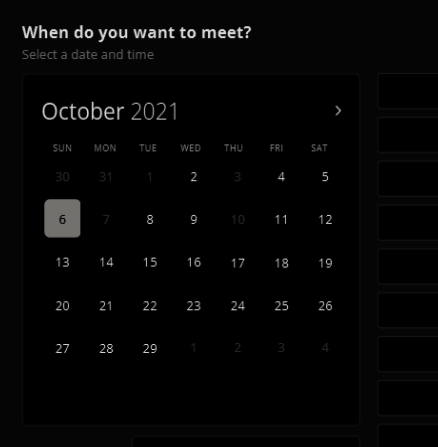 When do you want to meet?
Select a date and time
October 2021
SUN MON TUE WED THU FRI SAT
30 31 1 2 3 4 5
6 7 8 9 10 11 12
13 14 15 16 17 18 19
20 21 22 23 24 25 26
27 28 29 1 2 3 4